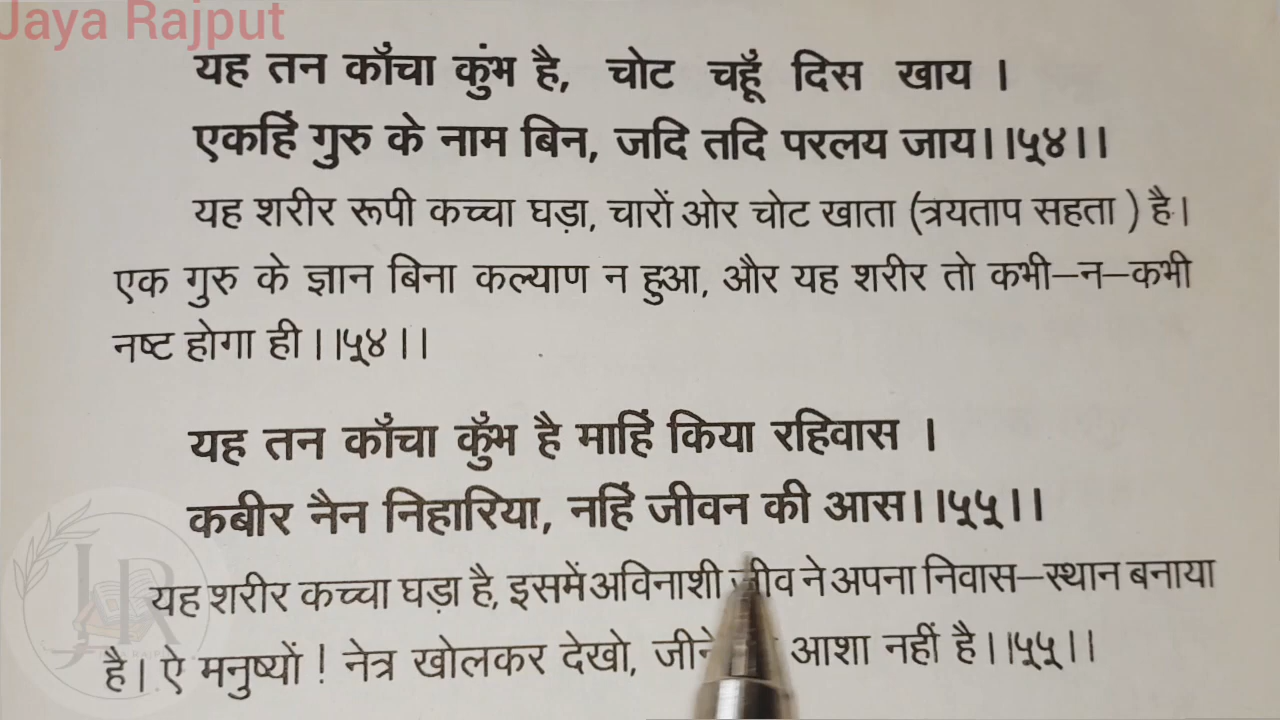 Jaya Rajput
यह तन काँचा कुंभ है, चोट चहूँ दिस खाय ।
एकहिं गुरु के नाम बिन, जदि तदि परलय जाय।।५४।।
यह शरीर रूपी कच्चा घड़ा, चारों ओर चोट खाता (त्रयताप सहता ) है।
एक गुरु के ज्ञान बिना कल्याण न हुआ, और यह शरीर तो कभी–न–कभी
नष्ट होगा ही ।।५४।।
यह तन काँचा कुँभ है माहिं किया रहिवास ।
कबीर नैन निहारिया, नहिं जीवन की आस।।५५।।
यह शरीर कच्चा घड़ा है, इसमें अविनाशी जीव ने अपना निवास–स्थान बनाया
है। ऐ मनुष्यों ! नेत्र खोलकर देखो, जीने आशा नहीं है ।।५५।।
JR